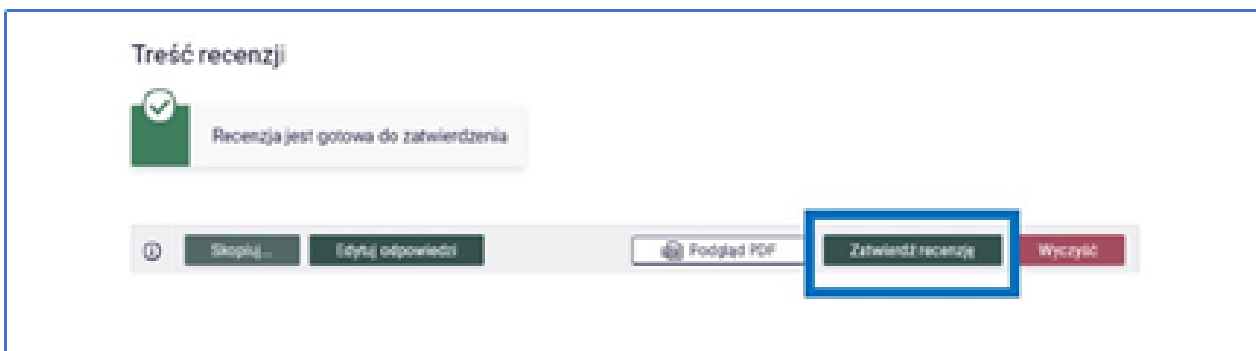 Treść recenzji
Recenzja jest gotowa do zatwierdzenia
Skopiuj... Edytuj odpowiedzi Podgląd PDF Zatwierdź recenzję Wyczyść